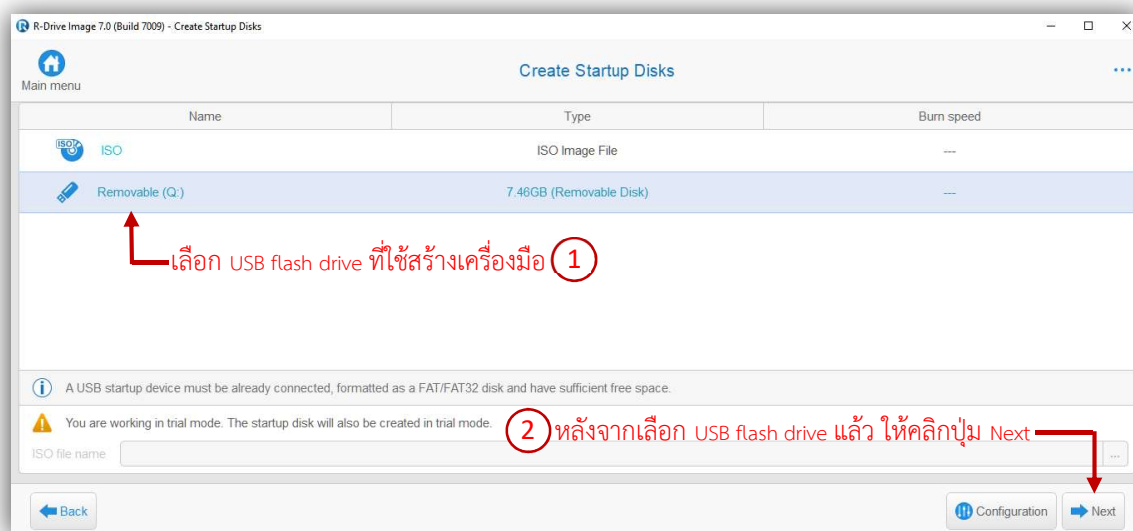 R-Drive Image 7.0 (Build 7009) - Create Startup Disks
Main menu
Create Startup Disks
Name Type Burn speed
ISO ISO Image File ---
Removable (Q:) 7.46GB (Removable Disk) ---
เลือก USB flash drive ที่ใช้สร้างเครื่องมือ 1
A USB startup device must be already connected, formatted as a FAT/FAT32 disk and have sufficient free space.
You are working in trial mode. The startup disk will also be created in trial mode.
2 หลังจากเลือก USB flash drive แล้ว ให้คลิกปุ่ม Next
ISO file name ...
Back Configuration Next